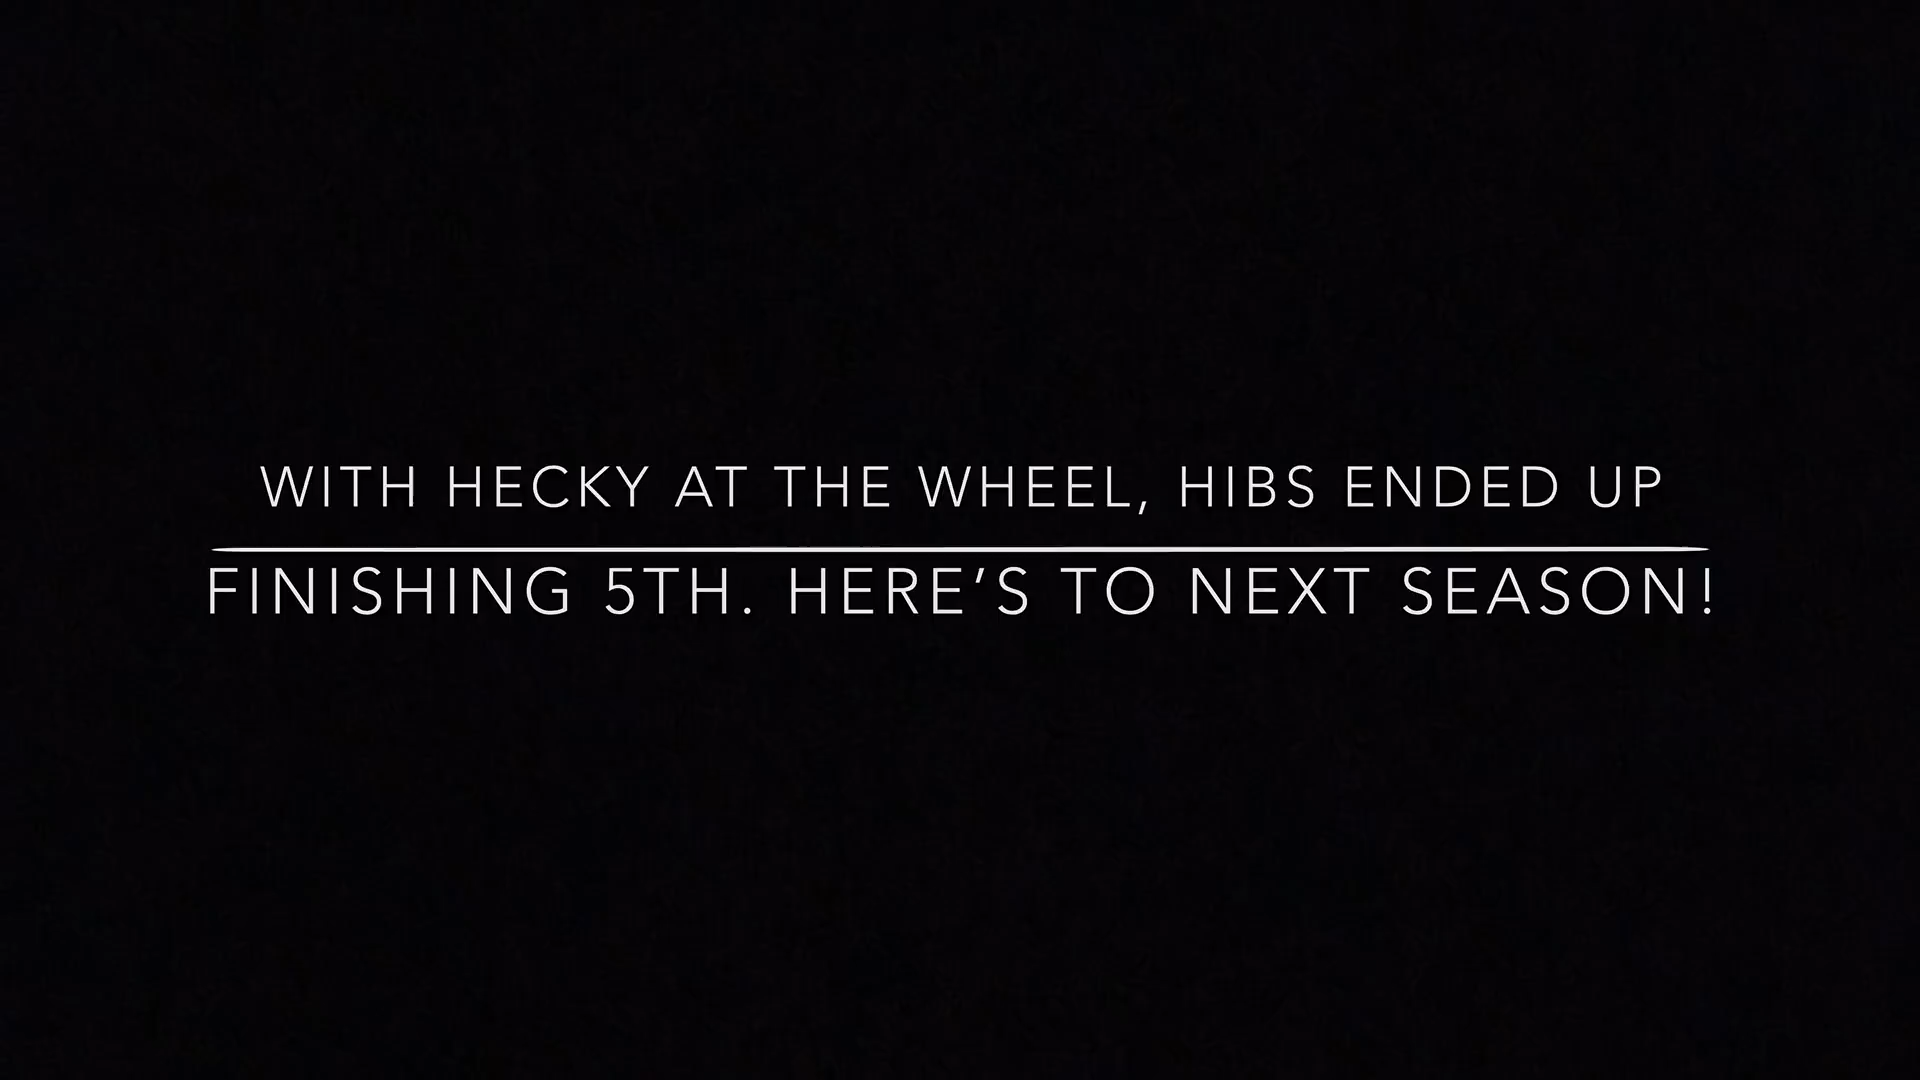 WITH HECKY AT THE WHEEL, HIBS ENDED UP
FINISHING 5TH. HERE’S TO NEXT SEASON!